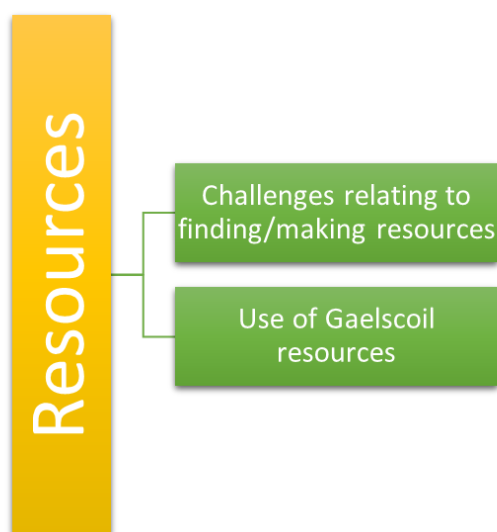 Resources
Challenges relating to
finding/making resources
Use of Gaelscoil
resources